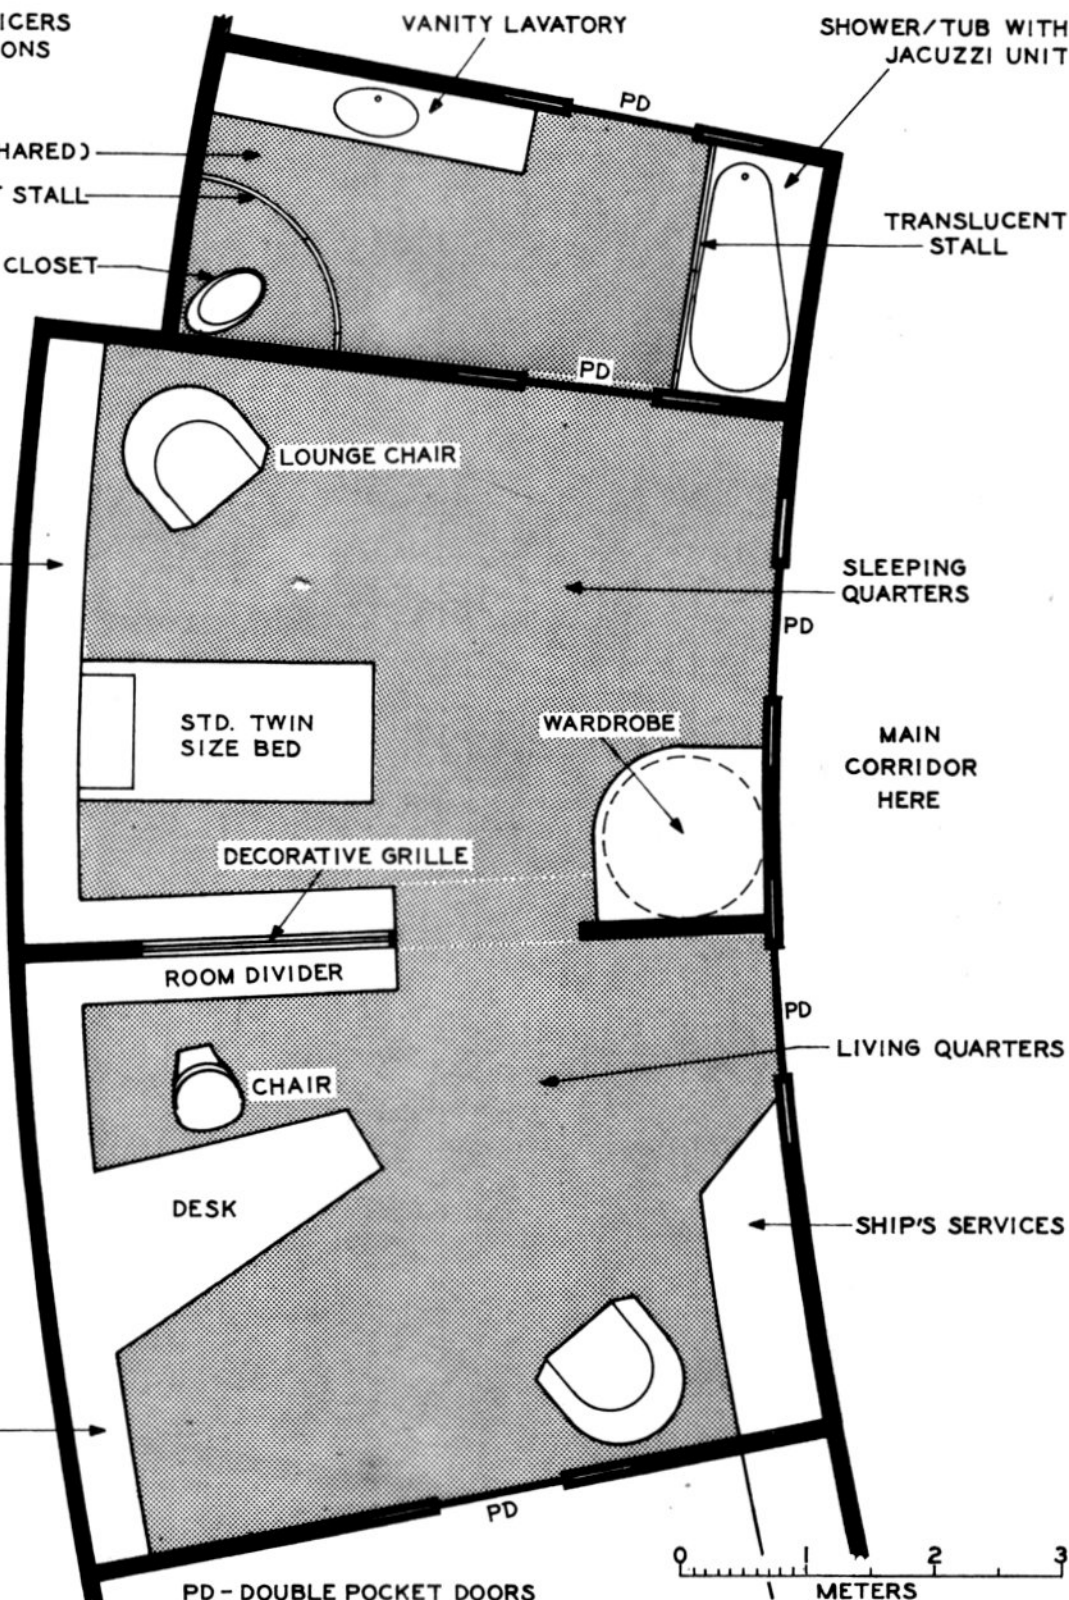 VANITY LAVATORY
SHOWER/TUB WITH
JACUZZI UNIT
PD
STALL
TRANSLUCENT
STALL
CLOSET
PD
LOUNGE CHAIR
SLEEPING
QUARTERS
PD
STD. TWIN
SIZE BED
WARDROBE
MAIN
CORRIDOR
HERE
DECORATIVE GRILLE
ROOM DIVIDER
PD
LIVING QUARTERS
CHAIR
DESK
SHIP'S SERVICES
PD
0 1 2 3
METERS
PD - DOUBLE POCKET DOORS